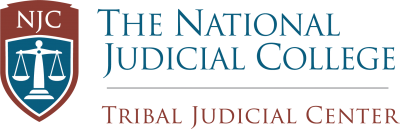 NJC
THE NATIONAL
JUDICIAL COLLEGE
TRIBAL JUDICIAL CENTER